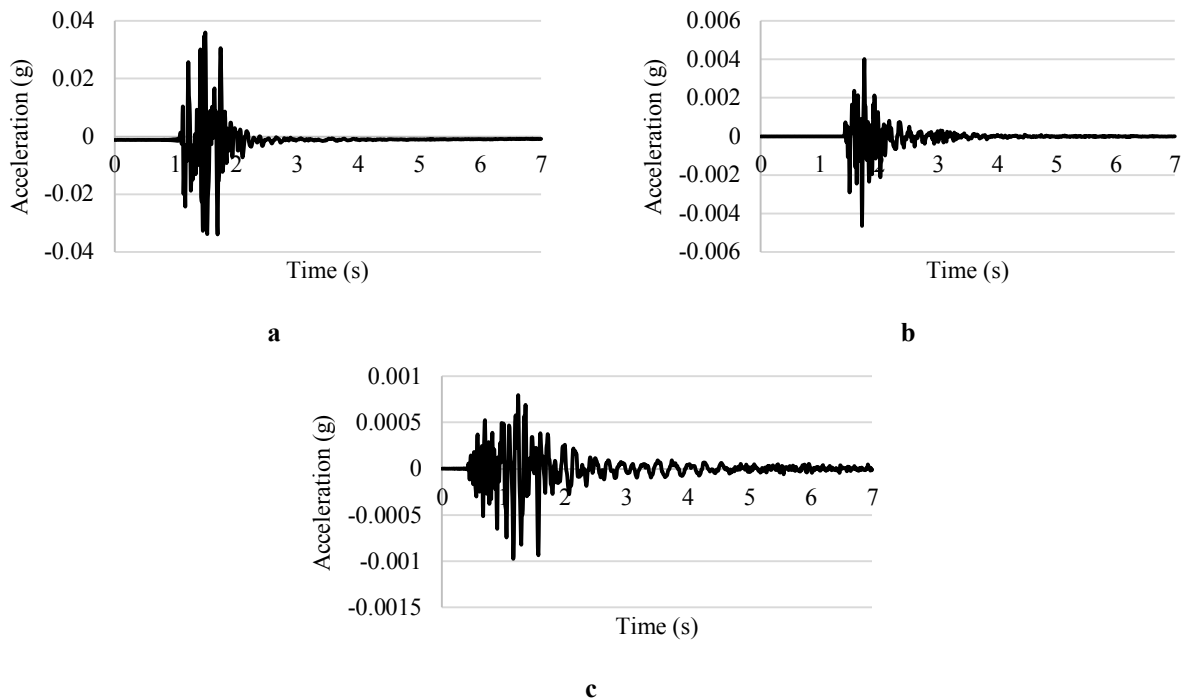 0.04
0.02
0
-0.02
-0.04
Acceleration (g)
0 1 2 3 4 5 6 7
Time (s)
a
0.006
0.004
0.002
0
-0.002
-0.004
-0.006
Acceleration (g)
0 1 2 3 4 5 6 7
Time (s)
b
0.001
0.0005
0
-0.0005
-0.001
-0.0015
Acceleration (g)
0 1 2 3 4 5 6 7
Time (s)
c